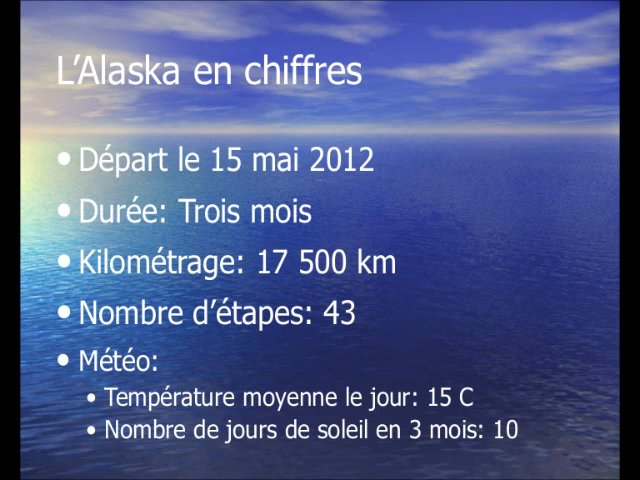 L’Alaska en chiffres
• Départ le 15 mai 2012
• Durée: Trois mois
• Kilométrage: 17 500 km
• Nombre d’étapes: 43
• Météo:
• Température moyenne le jour: 15 C
• Nombre de jours de soleil en 3 mois: 10